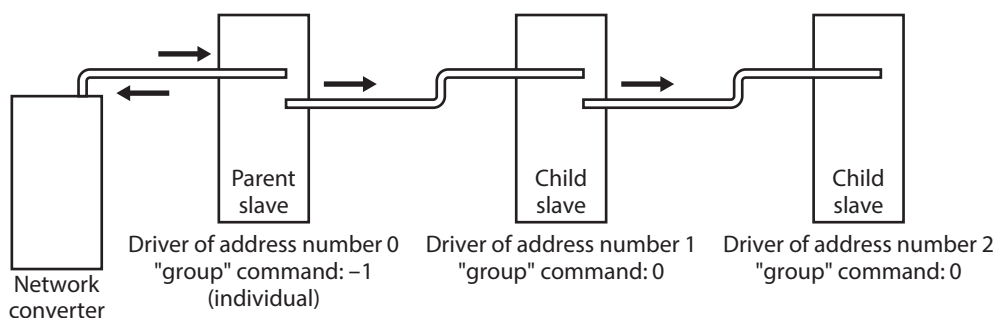 Parent
slave
Child
slave
Child
slave
Driver of address number 0
"group" command: –1
(individual)
Driver of address number 1
"group" command: 0
Driver of address number 2
"group" command: 0
Network
converter